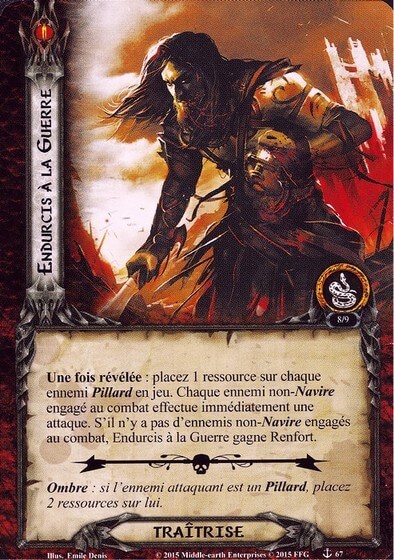 ENDURCIS À LA GUERRE
8/9
Une fois révélée : placez 1 ressource sur chaque
ennemi Pillard en jeu. Chaque ennemi non-Navire
engagé au combat effectue immédiatement une
attaque. S'il n'y a pas d'ennemis non-Navire engagés
au combat, Endurcis à la Guerre gagne Renfort.
Ombre : si l'ennemi attaquant est un Pillard, placez
2 ressources sur lui.
TRAÎTRISE
Illus. Emile Denis © 2015 Middle-earth Enterprises © 2015 FFG 67